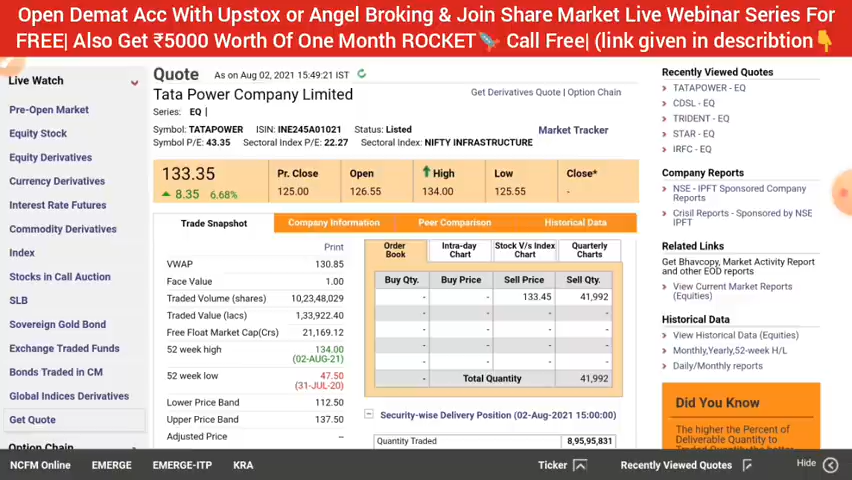 Open Demat Acc With Upstox or Angel Broking & Join Share Market Live Webinar Series For
FREE| Also Get ₹5000 Worth Of One Month ROCKET🚀 Call Free| (link given in describtion👇
Live Watch
Pre-Open Market
Equity Stock
Equity Derivatives
Currency Derivatives
Interest Rate Futures
Commodity Derivatives
Index
Stocks in Call Auction
SLB
Sovereign Gold Bond
Exchange Traded Funds
Bonds Traded in CM
Global Indices Derivatives
Get Quote
Option Chain
Quote As on Aug 02, 2021 15:49:21 IST
Tata Power Company Limited
Get Derivatives Quote | Option Chain
Series: EQ |
Symbol: TATAPOWER ISIN: INE245A01021 Status: Listed
Market Tracker
Symbol P/E: 43.35 Sectoral Index P/E: 22.27 Sectoral Index: NIFTY INFRASTRUCTURE
133.35 Pr. Close Open High Low Close*
8.35 6.68% 125.00 126.55 134.00 125.55 -
Trade Snapshot Company Information Peer Comparison Historical Data
Print
VWAP 130.85
Face Value 1.00
Traded Volume (shares) 10,23,48,029
Traded Value (lacs) 1,33,922.40
Free Float Market Cap(Crs) 21,169.12
52 week high 134.00
(02-AUG-21)
52 week low 47.50
(31-JUL-20)
Lower Price Band 112.50
Upper Price Band 137.50
Adjusted Price --
Order Book Intra-day Chart Stock V/s Index Chart Quarterly Charts
Buy Qty. Buy Price Sell Price Sell Qty.
- - 133.45 41,992
- - - -
- - - -
- - - -
- - - -
- Total Quantity 41,992
Security-wise Delivery Position (02-Aug-2021 15:00:00)
Quantity Traded 8,95,95,831
Recently Viewed Quotes
TATAPOWER - EQ
CDSL - EQ
TRIDENT - EQ
STAR - EQ
IRFC - EQ
Company Reports
NSE - IPFT Sponsored Company
Reports
Crisil Reports - Sponsored by NSE
IPFT
Related Links
Get Bhavcopy, Market Activity Report
and other EOD reports
View Current Market Reports
(Equities)
Historical Data
View Historical Data (Equities)
Monthly,Yearly,52-week H/L
Daily/Monthly reports
Did You Know
The higher the Percent of
Deliverable Quantity to
NCFM Online EMERGE EMERGE-ITP KRA Ticker Recently Viewed Quotes Hide